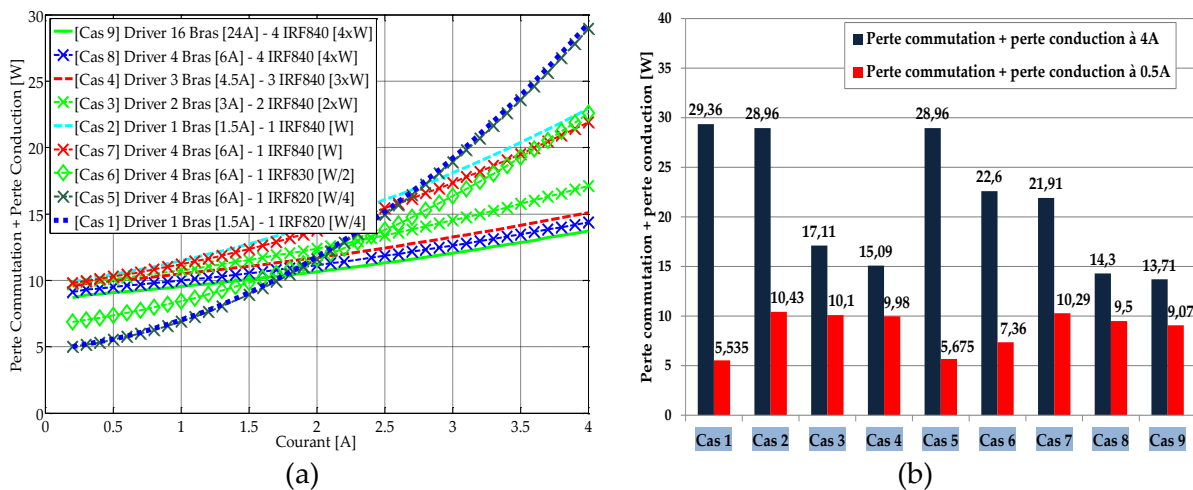 Perte Commutation + Perte Conduction [W]
30
25
20
15
10
5
0
[Cas 9] Driver 16 Bras [24A] - 4 IRF840 [4xW]
[Cas 8] Driver 4 Bras [6A] - 4 IRF840 [4xW]
[Cas 4] Driver 3 Bras [4.5A] - 3 IRF840 [3xW]
[Cas 3] Driver 2 Bras [3A] - 2 IRF840 [2xW]
[Cas 2] Driver 1 Bras [1.5A] - 1 IRF840 [W]
[Cas 7] Driver 4 Bras [6A] - 1 IRF840 [W]
[Cas 6] Driver 4 Bras [6A] - 1 IRF830 [W/2]
[Cas 5] Driver 4 Bras [6A] - 1 IRF820 [W/4]
[Cas 1] Driver 1 Bras [1.5A] - 1 IRF820 [W/4]
0 0.5 1 1.5 2 2.5 3 3.5 4
Courant [A]
(a)
Perte commutation + perte conduction [W]
40
35
30
25
20
15
10
5
0
Perte commutation + perte conduction à 4A
Perte commutation + perte conduction à 0.5A
29,36 28,96 17,11 15,09 28,96 22,6 21,91 14,3 13,71
5,535 10,43 10,1 9,98 5,675 7,36 10,29 9,5 9,07
Cas 1 Cas 2 Cas 3 Cas 4 Cas 5 Cas 6 Cas 7 Cas 8 Cas 9
(b)